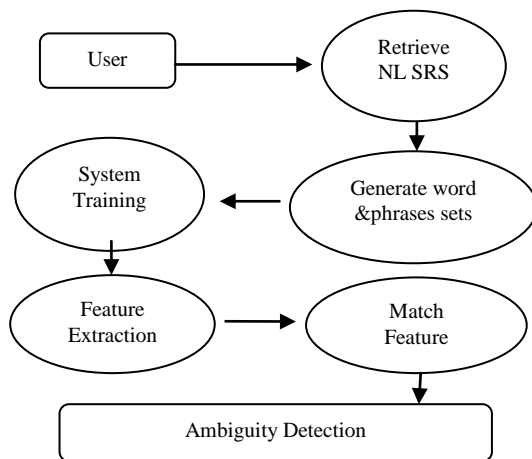 User
Retrieve
NL SRS
Generate word
&phrases sets
System
Training
Feature
Extraction
Match
Feature
Ambiguity Detection